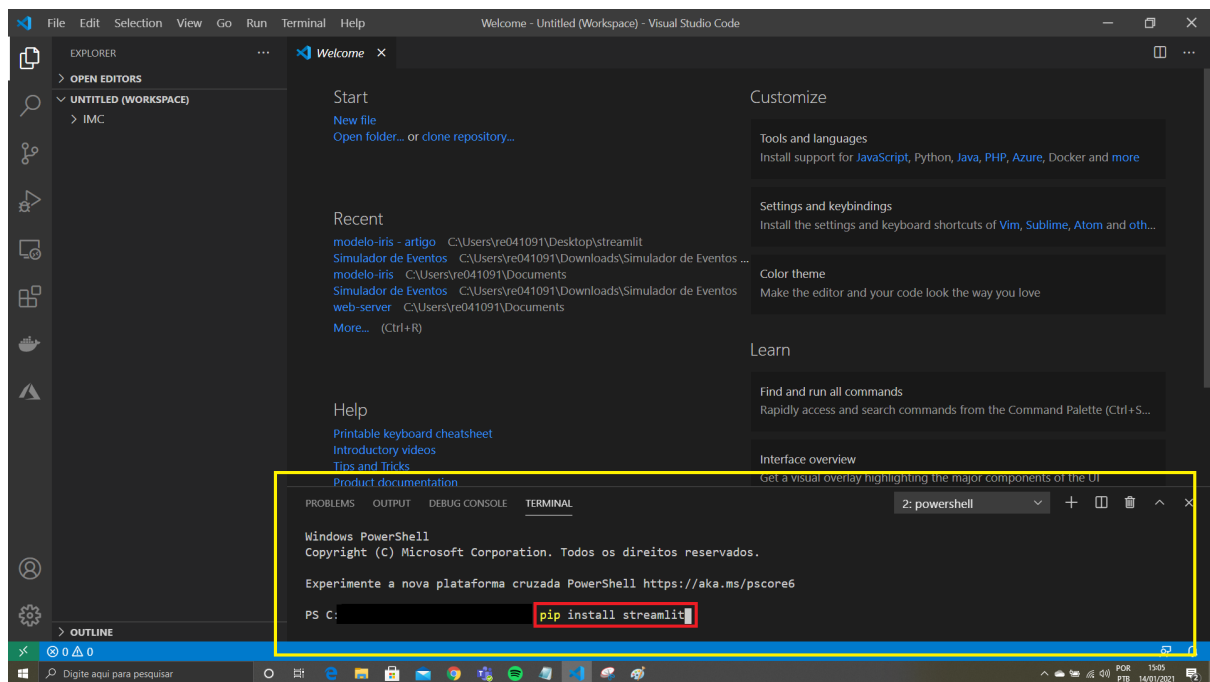 File Edit Selection View Go Run Terminal Help
Welcome - Untitled (Workspace) - Visual Studio Code
EXPLORER
OPEN EDITORS
UNTITLED (WORKSPACE)
IMC
Welcome
Start
New file
Open folder... or clone repository...
Recent
modelo-iris - artigo C:\Users\re041091\Desktop\streamlit
Simulador de Eventos C:\Users\re041091\Downloads\Simulador de Eventos ...
modelo-iris C:\Users\re041091\Documents
Simulador de Eventos C:\Users\re041091\Downloads\Simulador de Eventos
web-server C:\Users\re041091\Documents
More... (Ctrl+R)
Help
Printable keyboard cheatsheet
Introductory videos
Tips and Tricks
Product documentation
Customize
Tools and languages
Install support for JavaScript, Python, Java, PHP, Azure, Docker and more
Settings and keybindings
Install the settings and keyboard shortcuts of Vim, Sublime, Atom and oth...
Color theme
Make the editor and your code look the way you love
Learn
Find and run all commands
Rapidly access and search commands from the Command Palette (Ctrl+S...
Interface overview
Get a visual overlay highlighting the major components of the UI
PROBLEMS OUTPUT DEBUG CONSOLE TERMINAL
2: powershell
Windows PowerShell
Copyright (C) Microsoft Corporation. Todos os direitos reservados.
Experimente a nova plataforma cruzada PowerShell https://aka.ms/pscore6
PS C: pip install streamlit
OUTLINE
0 0
Digite aqui para pesquisar
POR
PTB
15:05
14/01/2021